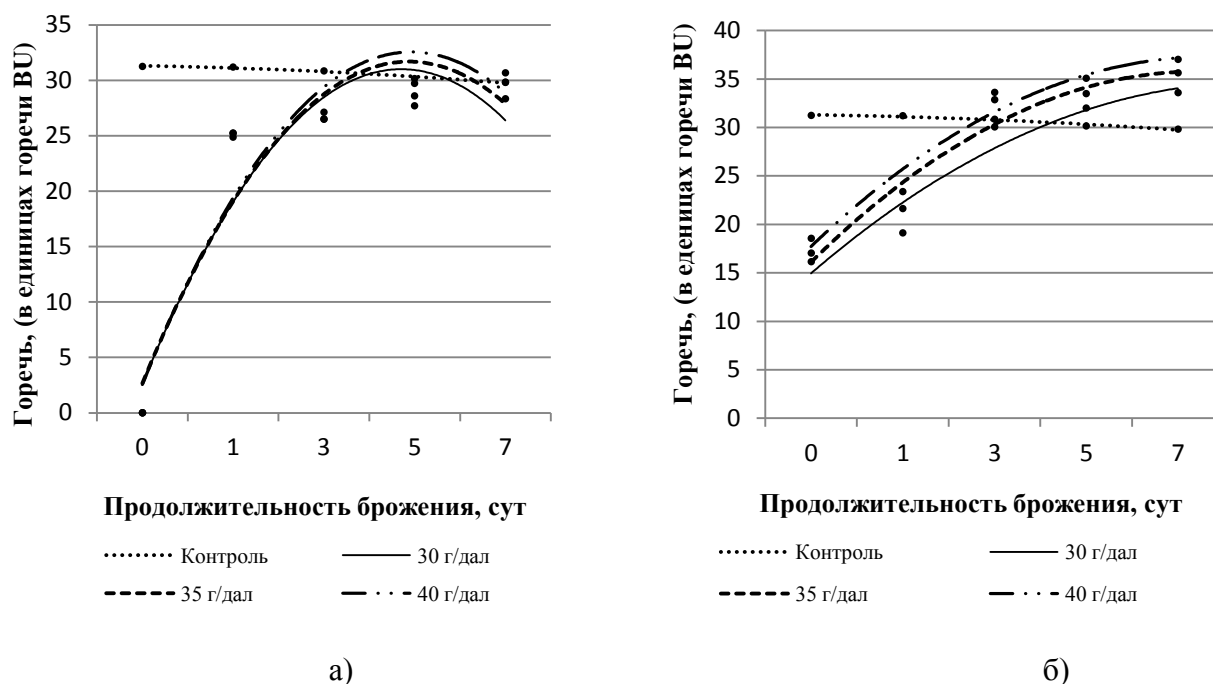 Горечь, (в единицах горечи BU)
35
30
25
20
15
10
5
0
0 1 3 5 7
Продолжительность брожения, сут
Контроль 30 г/дал
35 г/дал 40 г/дал
а)
Горечь, (в еденицах горечи BU)
40
35
30
25
20
15
10
5
0
0 1 3 5 7
Продолжительность брожения, сут
Контроль 30 г/дал
35 г/дал 40 г/дал
б)